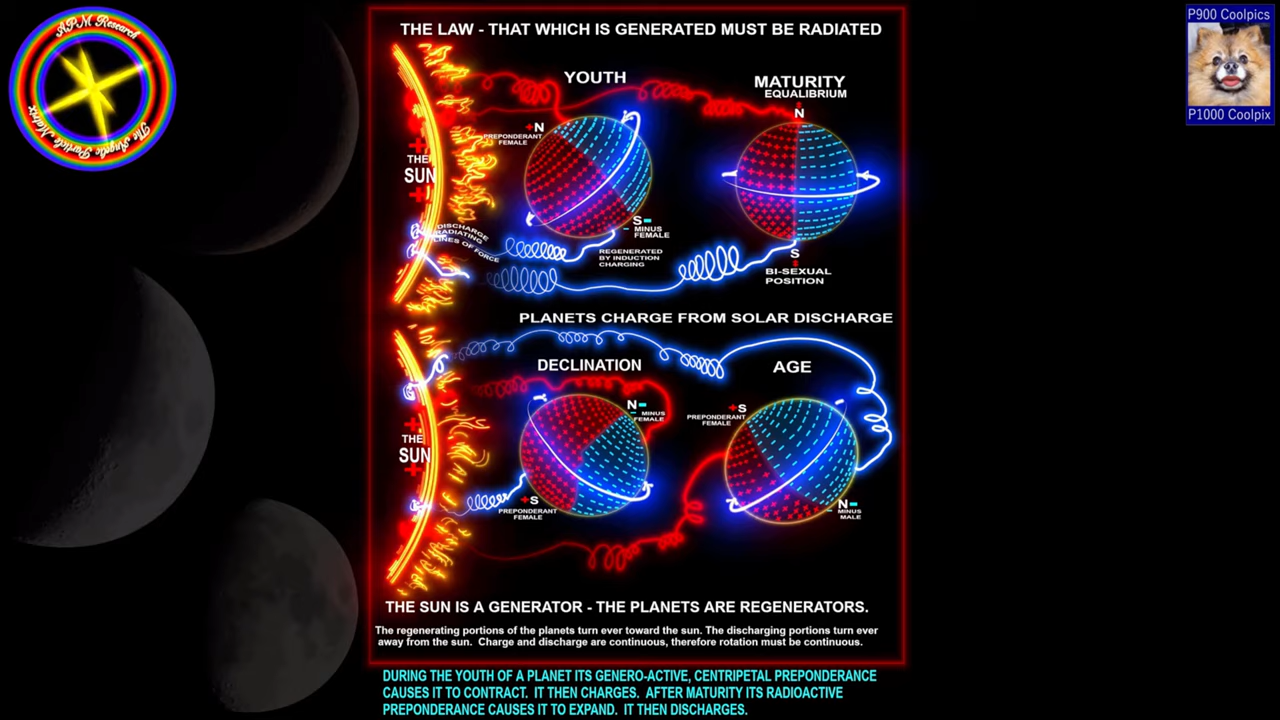 APM Research
The Angelic Particle Matrix
P900 Coolpics
P1000 Coolpix
THE LAW - THAT WHICH IS GENERATED MUST BE RADIATED
YOUTH
MATURITY
EQUALIBRIUM
N
+N
PREPONDERANT
FEMALE
THE
SUN
S-
- MINUS
FEMALE
DISCHARGE
RADIATING
LINES OF FORCE
REGENERATED
BY INDUCTION
CHARGING
S
BI-SEXUAL
POSITION
PLANETS CHARGE FROM SOLAR DISCHARGE
DECLINATION
AGE
N-
- MINUS
FEMALE
+S
PREPONDERANT
FEMALE
THE
SUN
+S
PREPONDERANT
FEMALE
N-
- MINUS
MALE
THE SUN IS A GENERATOR - THE PLANETS ARE REGENERATORS.
The regenerating portions of the planets turn ever toward the sun. The discharging portions turn ever
away from the sun. Charge and discharge are continuous, therefore rotation must be continuous.
DURING THE YOUTH OF A PLANET ITS GENERO-ACTIVE, CENTRIPETAL PREPONDERANCE
CAUSES IT TO CONTRACT. IT THEN CHARGES. AFTER MATURITY ITS RADIOACTIVE
PREPONDERANCE CAUSES IT TO EXPAND. IT THEN DISCHARGES.